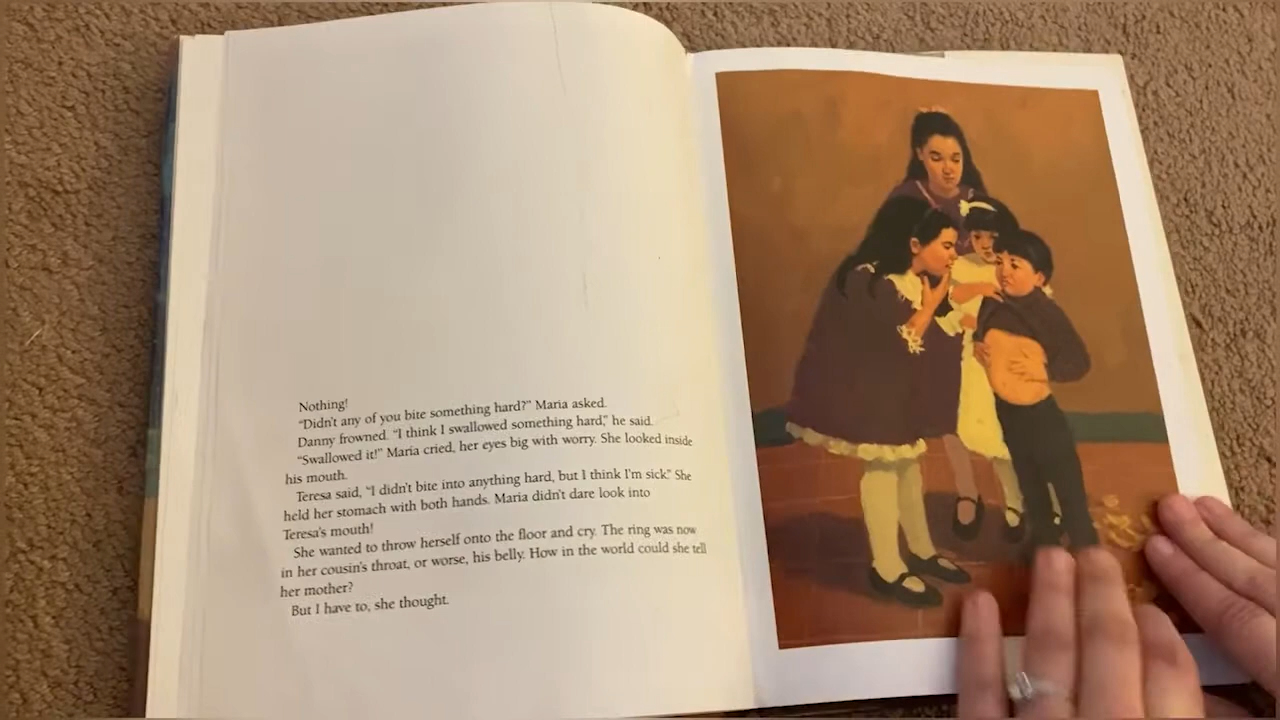 Nothing!
"Didn't any of you bite something hard?" Maria asked.
Danny frowned. "I think I swallowed something hard," he said.
"Swallowed it!" Maria cried, her eyes big with worry. She looked inside
his mouth.
Teresa said, "I didn't bite into anything hard, but I think I'm sick." She
held her stomach with both hands. Maria didn't dare look into
Teresa's mouth!
She wanted to throw herself onto the floor and cry. The ring was now
in her cousin's throat, or worse, his belly. How in the world could she tell
her mother?
But I have to, she thought.